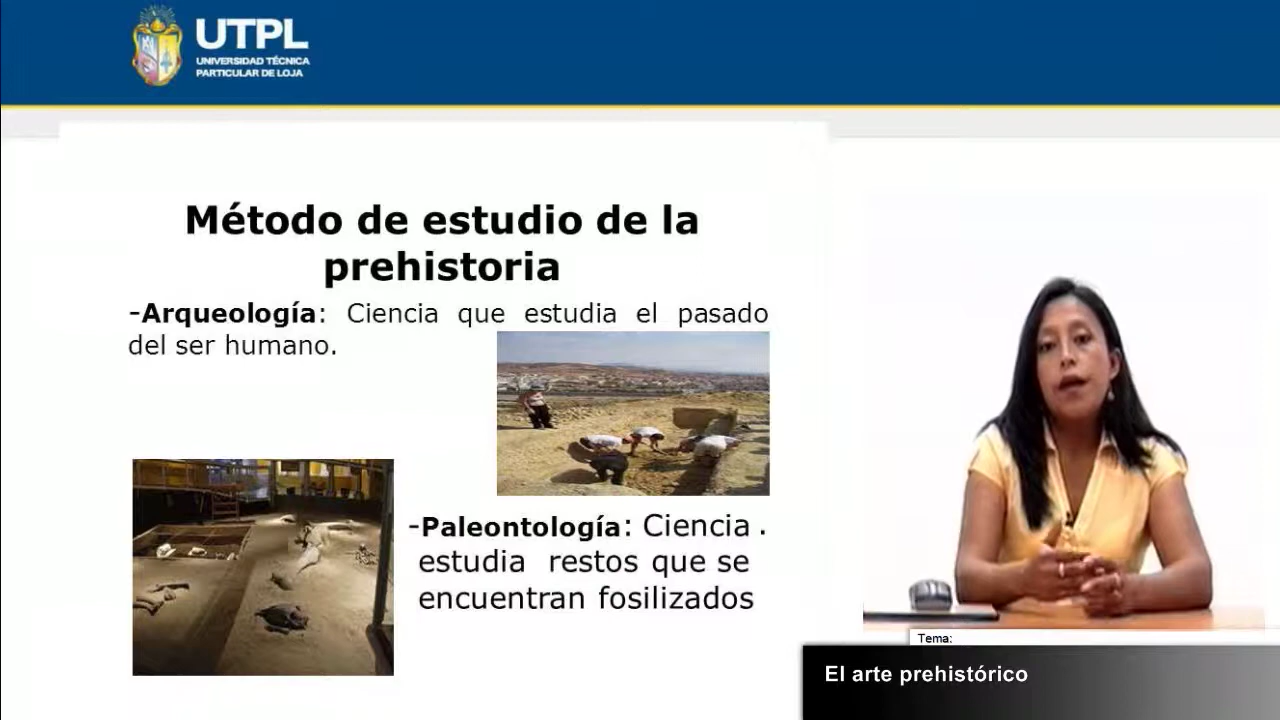 UTPL
UNIVERSIDAD TÉCNICA
PARTICULAR DE LOJA
Método de estudio de la
prehistoria
-Arqueología: Ciencia que estudia el pasado
del ser humano.
-Paleontología: Ciencia .
estudia restos que se
encuentran fosilizados
Tema:
El arte prehistórico